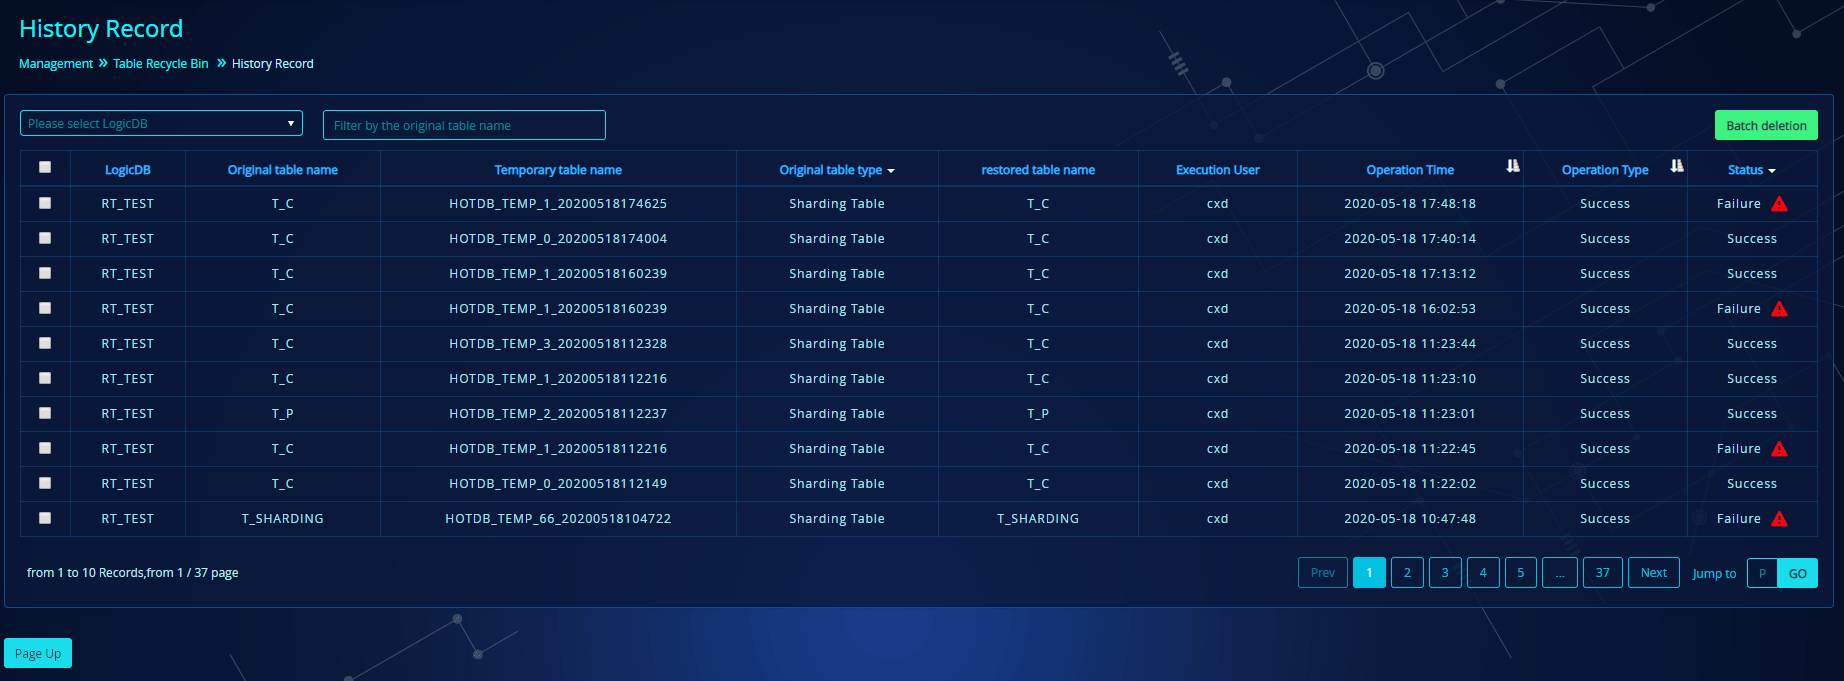 History Record
Management » Table Recycle Bin » History Record
Please select LogicDB Filter by the original table name Batch deletion
LogicDB Original table name Temporary table name Original table type restored table name Execution User Operation Time Operation Type Status
RT_TEST T_C HOTDB_TEMP_1_20200518174625 Sharding Table T_C cxd 2020-05-18 17:48:18 Success Failure
RT_TEST T_C HOTDB_TEMP_0_20200518174004 Sharding Table T_C cxd 2020-05-18 17:40:14 Success Success
RT_TEST T_C HOTDB_TEMP_1_20200518160239 Sharding Table T_C cxd 2020-05-18 17:13:12 Success Success
RT_TEST T_C HOTDB_TEMP_1_20200518160239 Sharding Table T_C cxd 2020-05-18 16:02:53 Success Failure
RT_TEST T_C HOTDB_TEMP_3_20200518112328 Sharding Table T_C cxd 2020-05-18 11:23:44 Success Success
RT_TEST T_C HOTDB_TEMP_1_20200518112216 Sharding Table T_C cxd 2020-05-18 11:23:10 Success Success
RT_TEST T_P HOTDB_TEMP_2_20200518112237 Sharding Table T_P cxd 2020-05-18 11:23:01 Success Success
RT_TEST T_C HOTDB_TEMP_1_20200518112216 Sharding Table T_C cxd 2020-05-18 11:22:45 Success Failure
RT_TEST T_C HOTDB_TEMP_0_20200518112149 Sharding Table T_C cxd 2020-05-18 11:22:02 Success Success
RT_TEST T_SHARDING HOTDB_TEMP_66_20200518104722 Sharding Table T_SHARDING cxd 2020-05-18 10:47:48 Success Failure
from 1 to 10 Records,from 1 / 37 page Prev 1 2 3 4 5 ... 37 Next Jump to P GO
Page Up